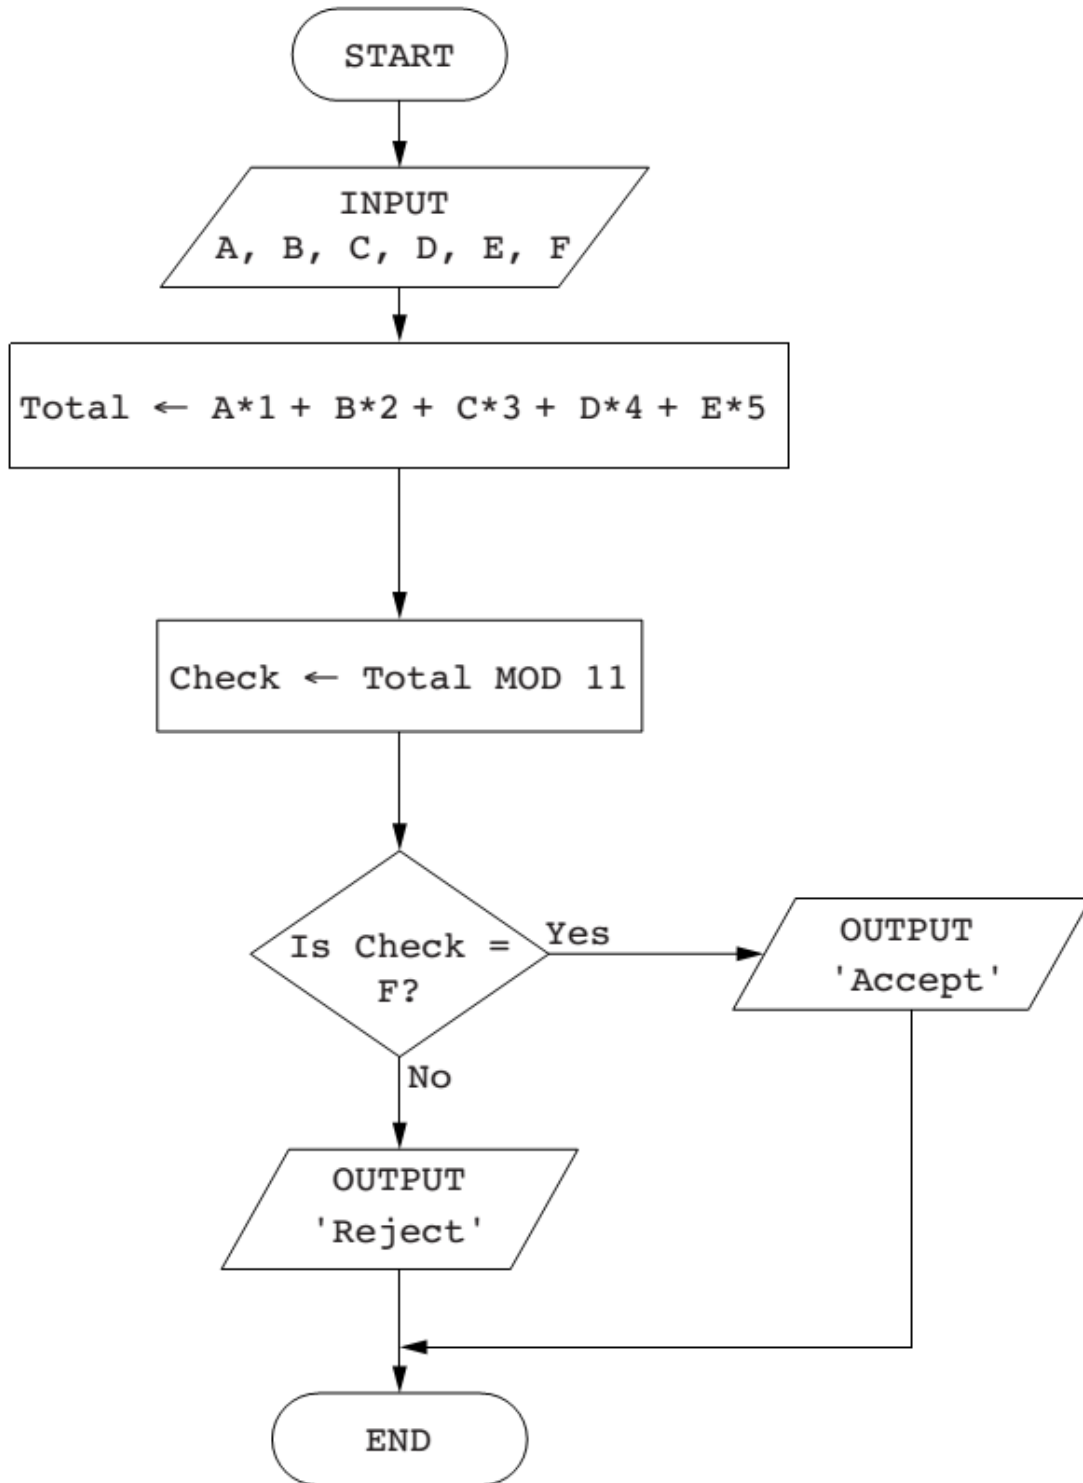 START
INPUT
A, B, C, D, E, F
Total ← A*1 + B*2 + C*3 + D*4 + E*5
Check ← Total MOD 11
Is Check =
F?
Yes
OUTPUT
'Accept'
No
OUTPUT
'Reject'
END